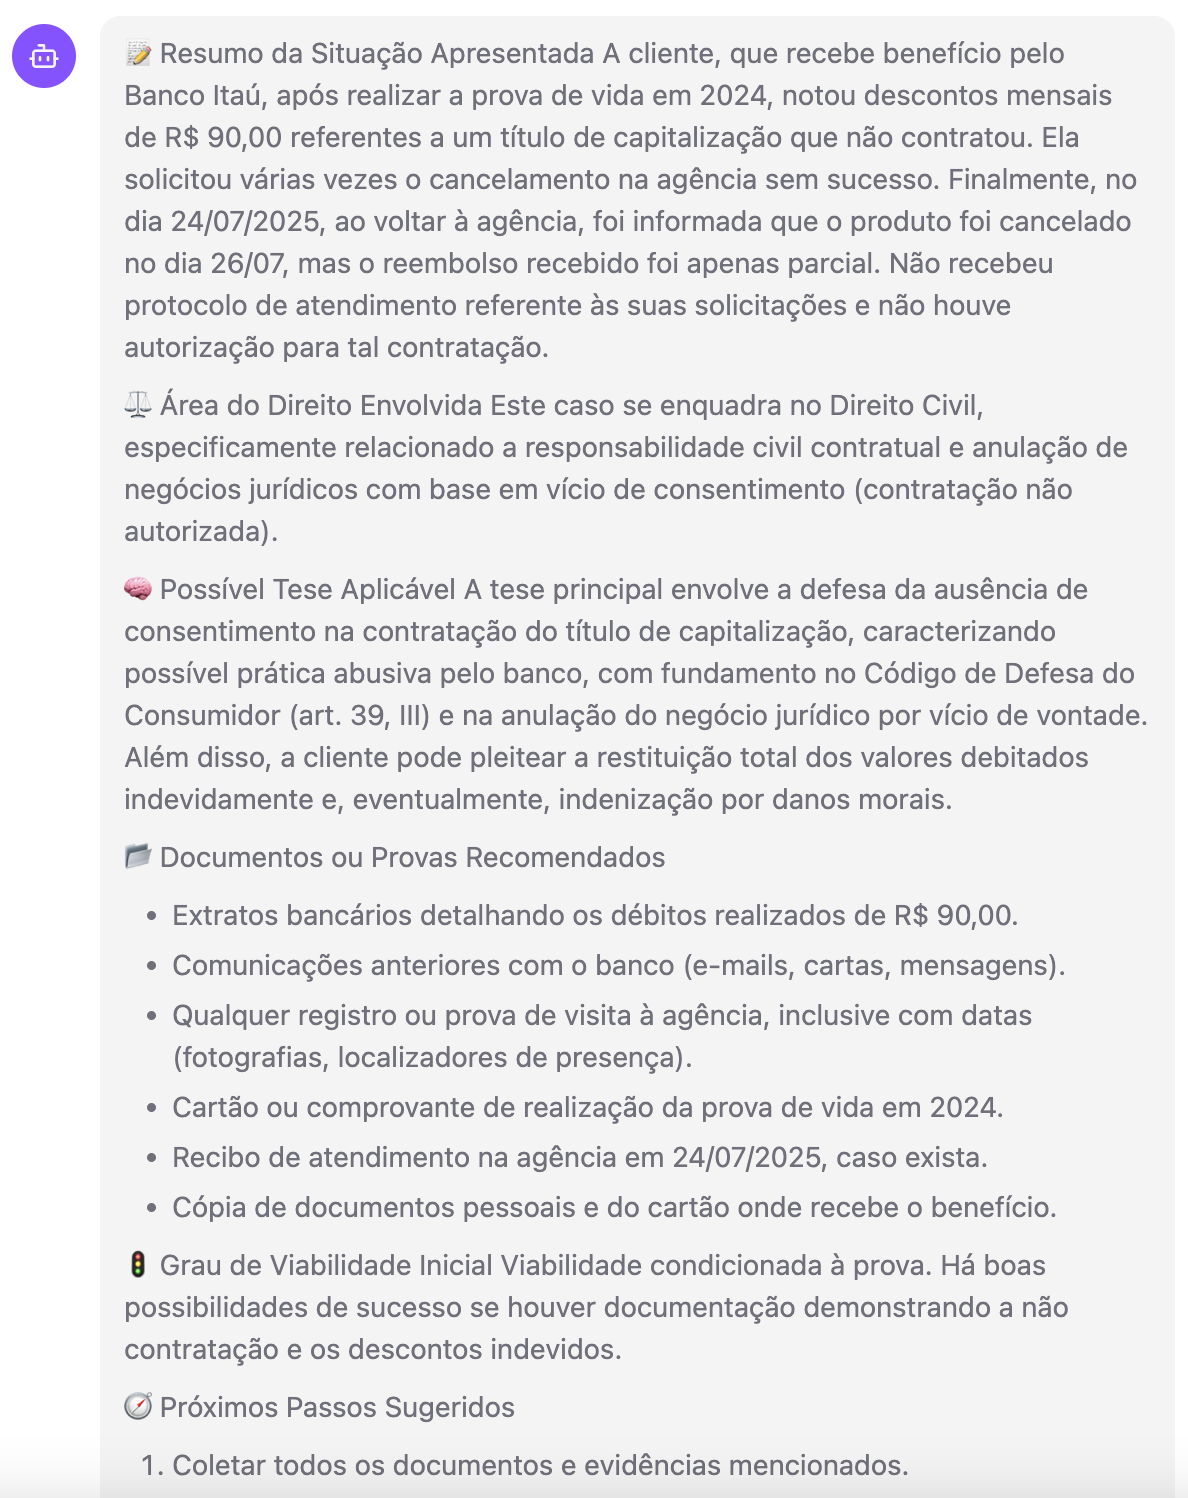 📝 Resumo da Situação Apresentada A cliente, que recebe benefício pelo
Banco Itaú, após realizar a prova de vida em 2024, notou descontos mensais
de R$ 90,00 referentes a um título de capitalização que não contratou. Ela
solicitou várias vezes o cancelamento na agência sem sucesso. Finalmente, no
dia 24/07/2025, ao voltar à agência, foi informada que o produto foi cancelado
no dia 26/07, mas o reembolso recebido foi apenas parcial. Não recebeu
protocolo de atendimento referente às suas solicitações e não houve
autorização para tal contratação.
⚖️ Área do Direito Envolvida Este caso se enquadra no Direito Civil,
especificamente relacionado a responsabilidade civil contratual e anulação de
negócios jurídicos com base em vício de consentimento (contratação não
autorizada).
🧠 Possível Tese Aplicável A tese principal envolve a defesa da ausência de
consentimento na contratação do título de capitalização, caracterizando
possível prática abusiva pelo banco, com fundamento no Código de Defesa do
Consumidor (art. 39, III) e na anulação do negócio jurídico por vício de vontade.
Além disso, a cliente pode pleitear a restituição total dos valores debitados
indevidamente e, eventualmente, indenização por danos morais.
📂 Documentos ou Provas Recomendados
• Extratos bancários detalhando os débitos realizados de R$ 90,00.
• Comunicações anteriores com o banco (e-mails, cartas, mensagens).
• Qualquer registro ou prova de visita à agência, inclusive com datas
(fotografias, localizadores de presença).
• Cartão ou comprovante de realização da prova de vida em 2024.
• Recibo de atendimento na agência em 24/07/2025, caso exista.
• Cópia de documentos pessoais e do cartão onde recebe o benefício.
🚦 Grau de Viabilidade Inicial Viabilidade condicionada à prova. Há boas
possibilidades de sucesso se houver documentação demonstrando a não
contratação e os descontos indevidos.
🧭 Próximos Passos Sugeridos
1. Coletar todos os documentos e evidências mencionados.